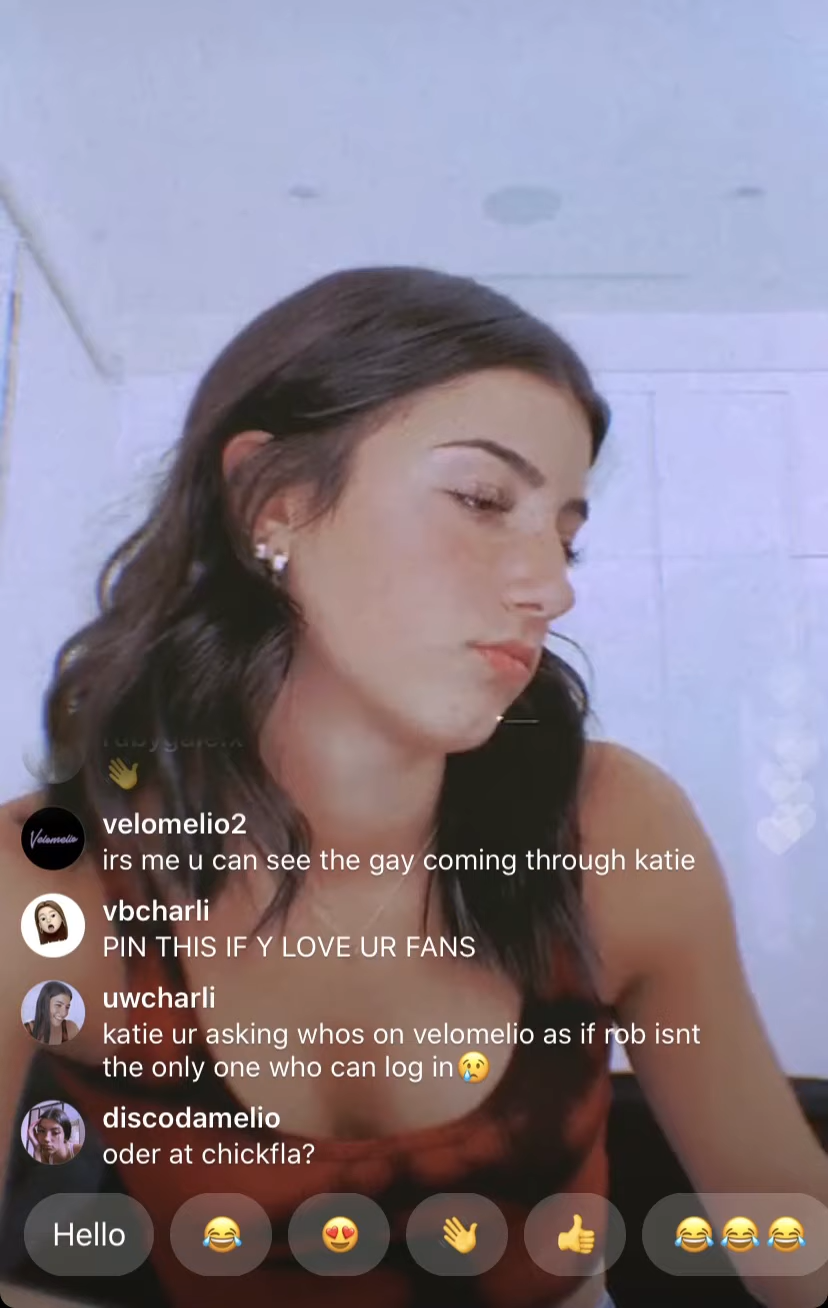 velomelio2
irs me u can see the gay coming through katie
vbcharli
PIN THIS IF Y LOVE UR FANS
uwcharli
katie ur asking whos on velomelio as if rob isnt
the only one who can log in😢
discodamelio
oder at chickfla?
Hello